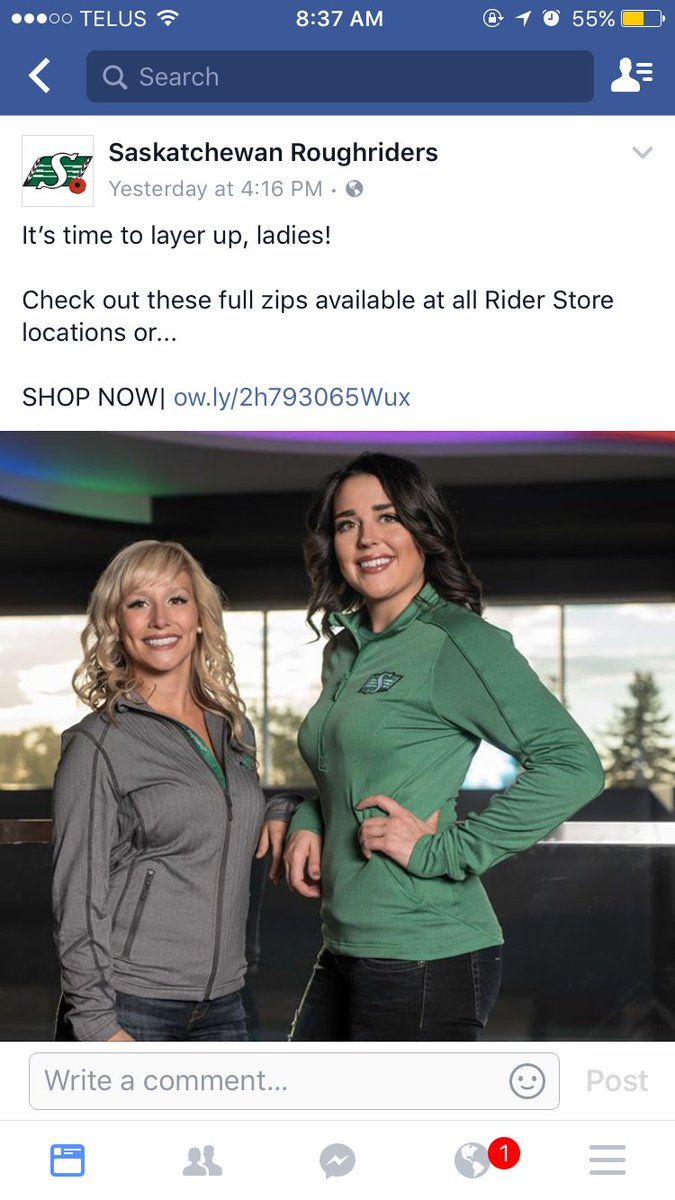 TELUS 8:37 AM 55%
Search
Saskatchewan Roughriders
Yesterday at 4:16 PM ·
It’s time to layer up, ladies!
Check out these full zips available at all Rider Store
locations or...
SHOP NOW| ow.ly/2h793065Wux
Write a comment... Post
1